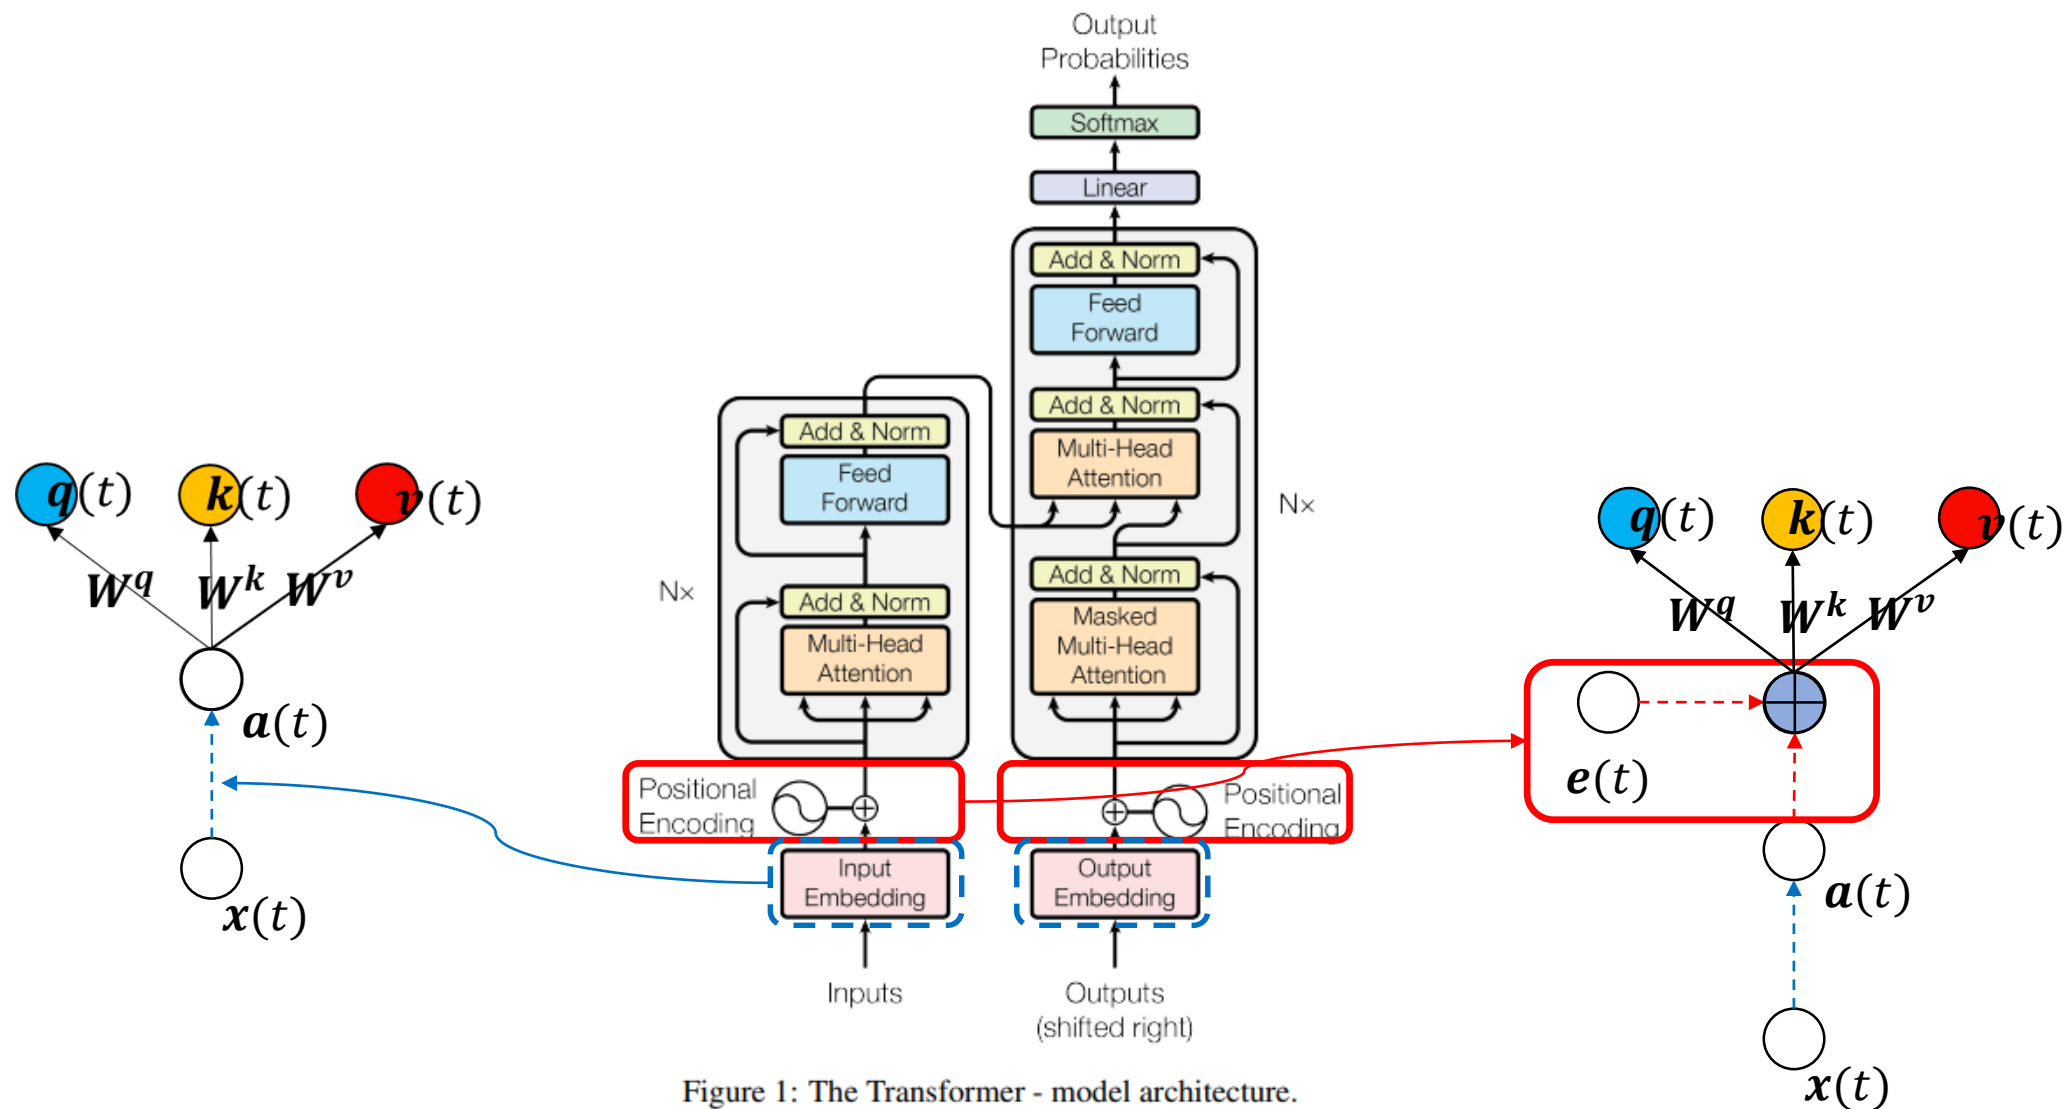 Output
Probabilities
Softmax
Linear
Add & Norm
Feed
Forward
Add & Norm
Multi-Head
Attention
N×
Add & Norm
Masked
Multi-Head
Attention
Add & Norm
Feed
Forward
N×
Add & Norm
Multi-Head
Attention
Positional
Encoding
Positional
Encoding
Input
Embedding
Output
Embedding
Inputs
Outputs
(shifted right)
q(t) k(t) v(t)
W^q W^k W^v
a(t)
x(t)
q(t) k(t) v(t)
W^q W^k W^v
e(t)
a(t)
x(t)
Figure 1: The Transformer - model architecture.